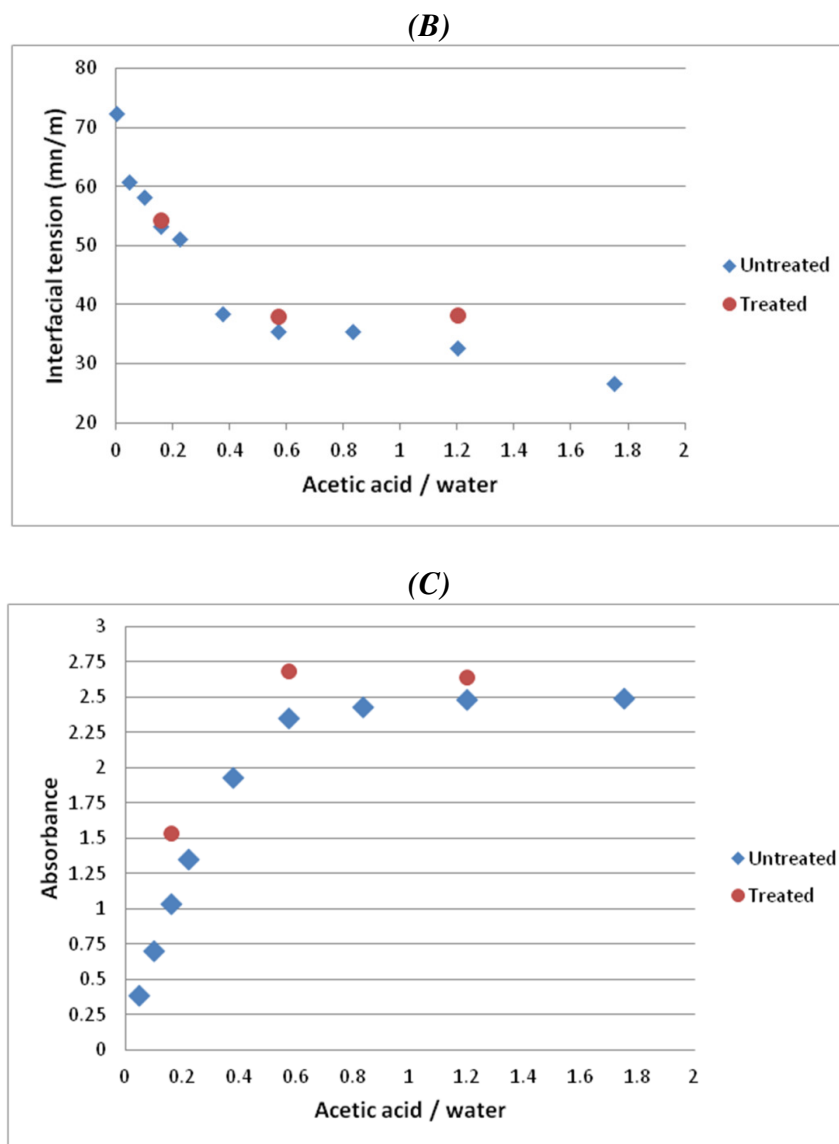 (B)
80
70
60
50
40
30
20
Interfacial tension (mn/m)
0 0.2 0.4 0.6 0.8 1 1.2 1.4 1.6 1.8 2
Acetic acid / water
Untreated
Treated
(C)
3
2.75
2.5
2.25
2
1.75
1.5
1.25
1
0.75
0.5
0.25
0
Absorbance
0 0.2 0.4 0.6 0.8 1 1.2 1.4 1.6 1.8 2
Acetic acid / water
Untreated
Treated